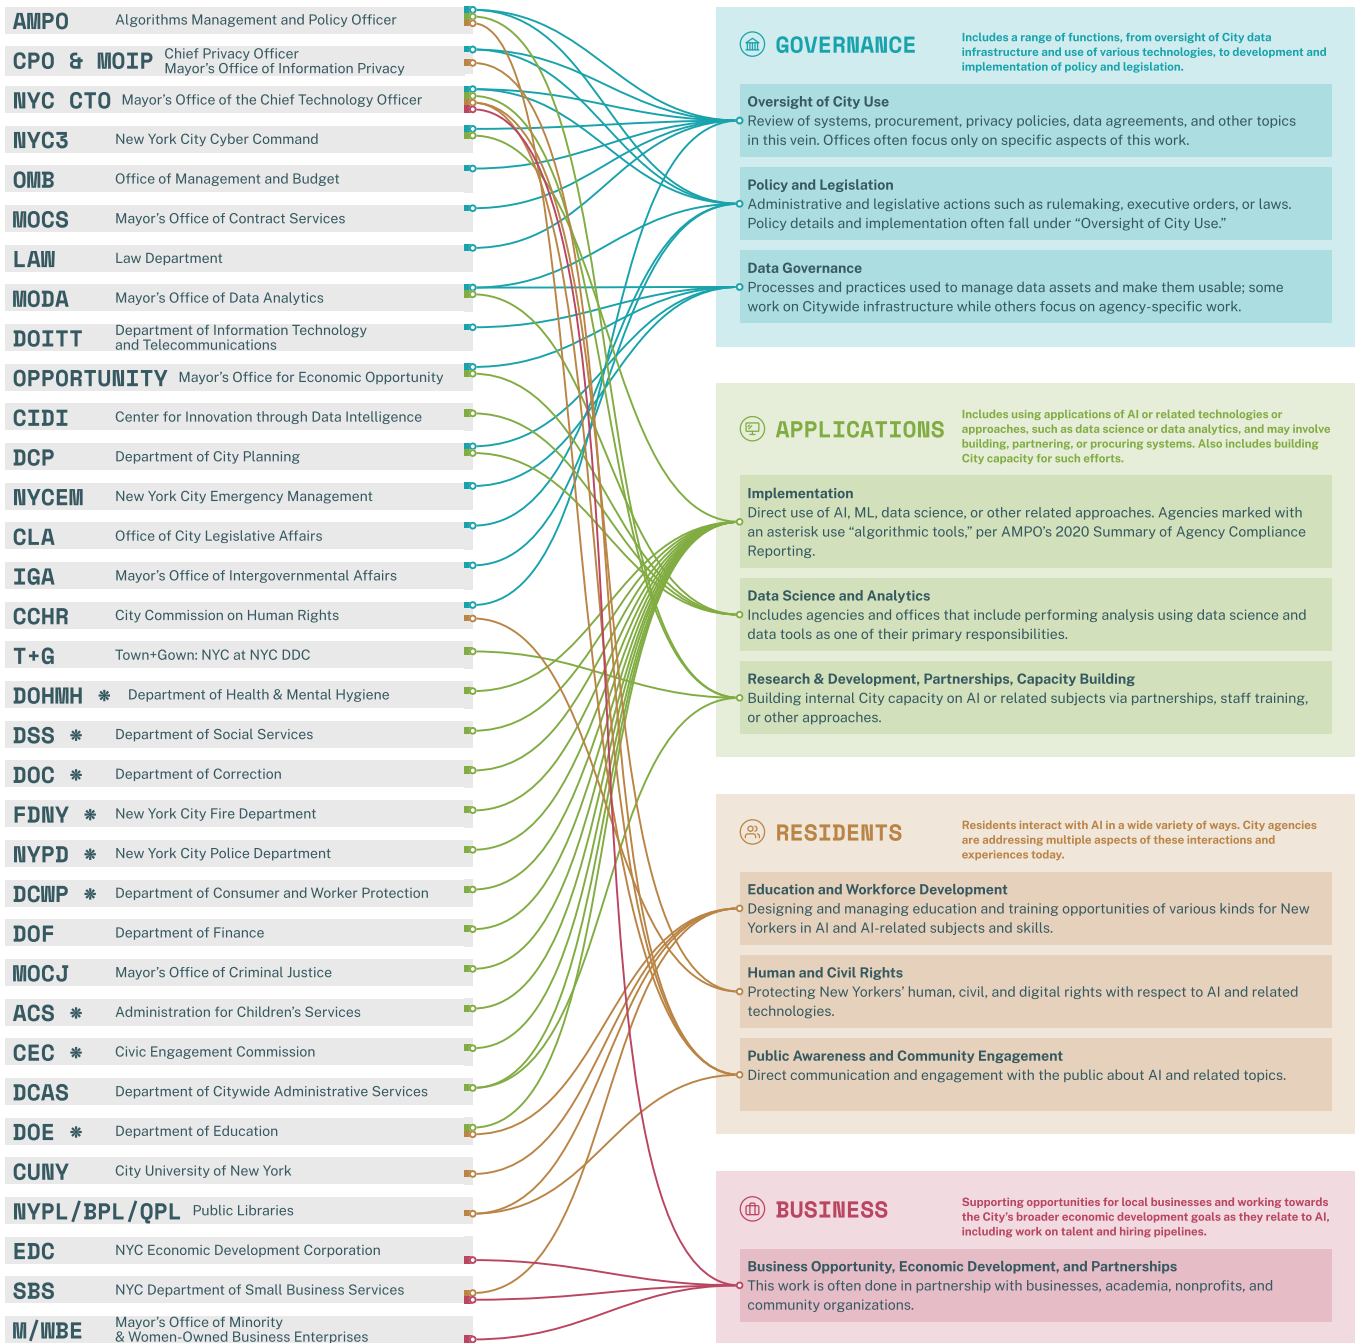 AMPO Algorithms Management and Policy Officer
CPO & MOIP Chief Privacy Officer
Mayor's Office of Information Privacy
NYC CTO Mayor's Office of the Chief Technology Officer
NYC3 New York City Cyber Command
OMB Office of Management and Budget
MOCS Mayor's Office of Contract Services
LAW Law Department
MODA Mayor's Office of Data Analytics
DOITT Department of Information Technology
and Telecommunications
OPPORTUNITY Mayor's Office for Economic Opportunity
CIDI Center for Innovation through Data Intelligence
DCP Department of City Planning
NYCEM New York City Emergency Management
CLA Office of City Legislative Affairs
IGA Mayor's Office of Intergovernmental Affairs
CCHR City Commission on Human Rights
T+G Town+Gown: NYC at NYC DDC
DOHMH * Department of Health & Mental Hygiene
DSS * Department of Social Services
DOC * Department of Correction
FDNY * New York City Fire Department
NYPD * New York City Police Department
DCWP * Department of Consumer and Worker Protection
DOF Department of Finance
MOCJ Mayor's Office of Criminal Justice
ACS * Administration for Children's Services
CEC * Civic Engagement Commission
DCAS Department of Citywide Administrative Services
DOE * Department of Education
CUNY City University of New York
NYPL/BPL/QPL Public Libraries
EDC NYC Economic Development Corporation
SBS NYC Department of Small Business Services
M/WBE Mayor's Office of Minority
& Women-Owned Business Enterprises
GOVERNANCE
Includes a range of functions, from oversight of City data
infrastructure and use of various technologies, to development and
implementation of policy and legislation.
Oversight of City Use
Review of systems, procurement, privacy policies, data agreements, and other topics
in this vein. Offices often focus only on specific aspects of this work.
Policy and Legislation
Administrative and legislative actions such as rulemaking, executive orders, or laws.
Policy details and implementation often fall under “Oversight of City Use.”
Data Governance
Processes and practices used to manage data assets and make them usable; some
work on Citywide infrastructure while others focus on agency-specific work.
APPLICATIONS
Includes using applications of AI or related technologies or
approaches, such as data science or data analytics, and may involve
building, partnering, or procuring systems. Also includes building
City capacity for such efforts.
Implementation
Direct use of AI, ML, data science, or other related approaches. Agencies marked with
an asterisk use “algorithmic tools,” per AMPO's 2020 Summary of Agency Compliance
Reporting.
Data Science and Analytics
Includes agencies and offices that include performing analysis using data science and
data tools as one of their primary responsibilities.
Research & Development, Partnerships, Capacity Building
Building internal City capacity on AI or related subjects via partnerships, staff training,
or other approaches.
RESIDENTS
Residents interact with AI in a wide variety of ways. City agencies
are addressing multiple aspects of these interactions and
experiences today.
Education and Workforce Development
Designing and managing education and training opportunities of various kinds for New
Yorkers in AI and AI-related subjects and skills.
Human and Civil Rights
Protecting New Yorkers' human, civil, and digital rights with respect to AI and related
technologies.
Public Awareness and Community Engagement
Direct communication and engagement with the public about AI and related topics.
BUSINESS
Supporting opportunities for local businesses and working towards
the City's broader economic development goals as they relate to AI,
including work on talent and hiring pipelines.
Business Opportunity, Economic Development, and Partnerships
This work is often done in partnership with businesses, academia, nonprofits, and
community organizations.